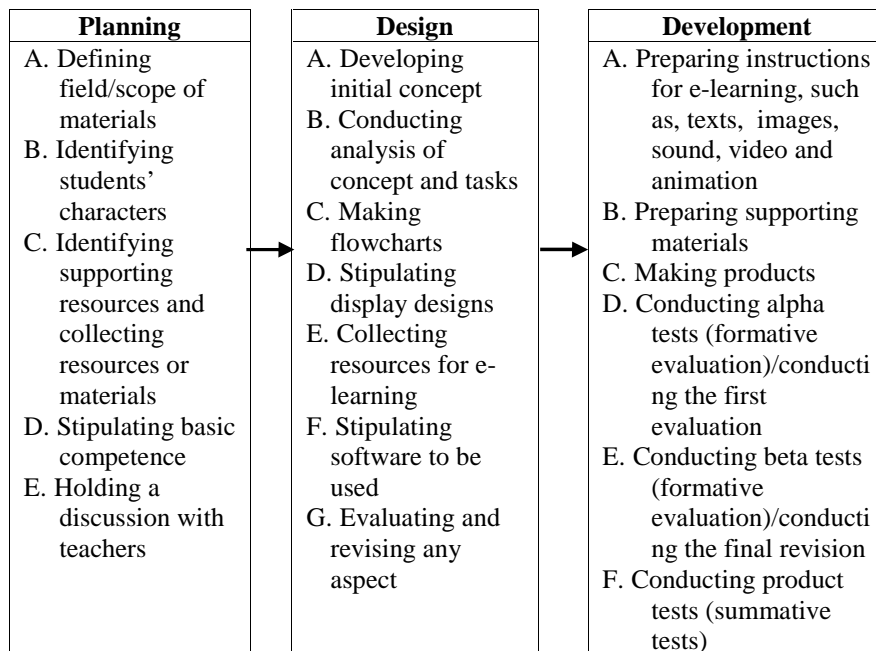 Planning
A. Defining
field/scope of
materials
B. Identifying
students’
characters
C. Identifying
supporting
resources and
collecting
resources or
materials
D. Stipulating basic
competence
E. Holding a
discussion with
teachers
Design
A. Developing
initial concept
B. Conducting
analysis of
concept and tasks
C. Making
flowcharts
D. Stipulating
display designs
E. Collecting
resources for e-
learning
F. Stipulating
software to be
used
G. Evaluating and
revising any
aspect
Development
A. Preparing instructions
for e-learning, such
as, texts, images,
sound, video and
animation
B. Preparing supporting
materials
C. Making products
D. Conducting alpha
tests (formative
evaluation)/conducti
ng the first
evaluation
E. Conducting beta tests
(formative
evaluation)/conducti
ng the final revision
F. Conducting product
tests (summative
tests)